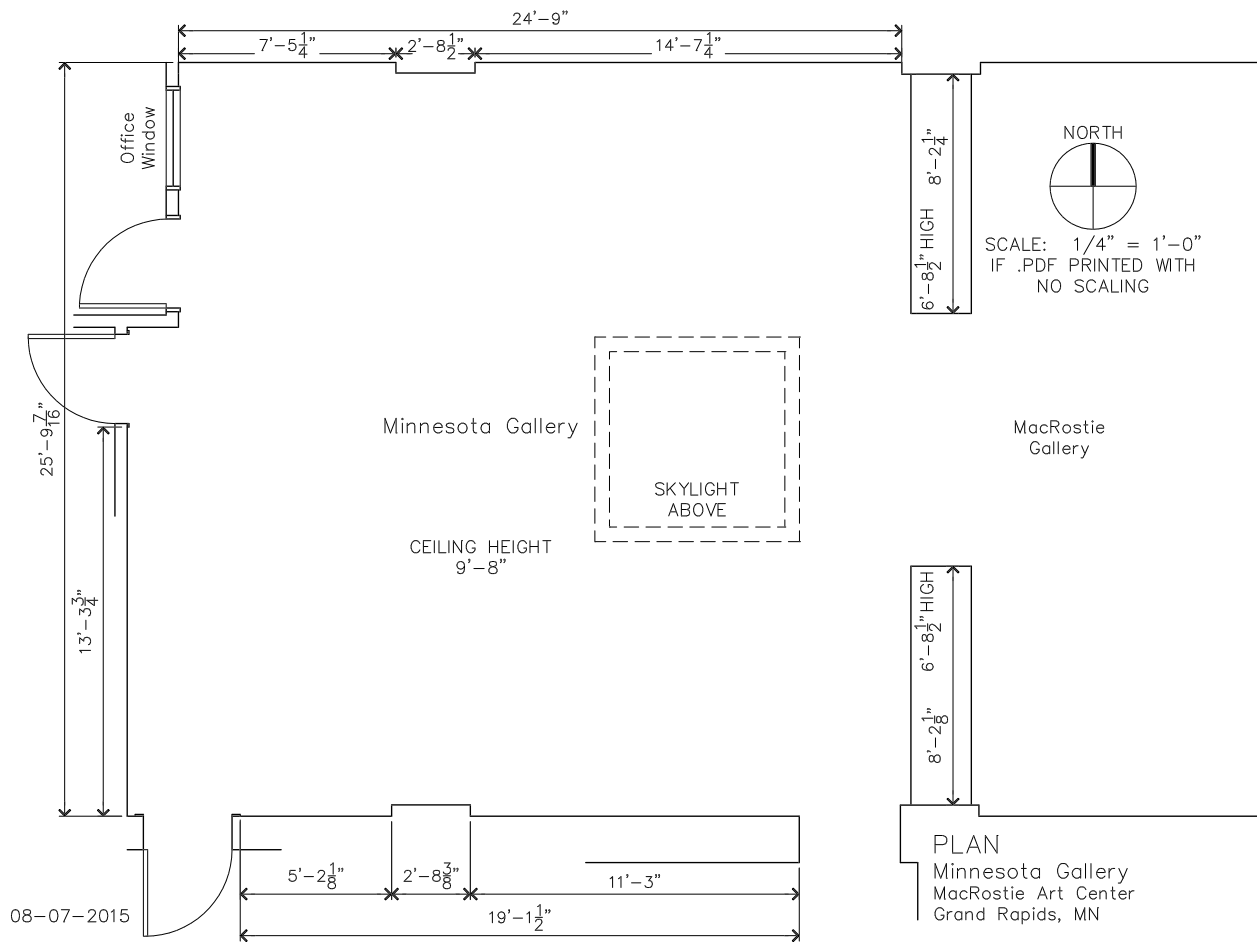 24'-9"
7'-5 1/4"
2'-8 1/2"
14'-7 1/4"
Office
Window
8'-2 1/4"
6'-8 1/2" HIGH
NORTH
SCALE: 1/4" = 1'-0"
IF .PDF PRINTED WITH
NO SCALING
25'-9 7/16"
Minnesota Gallery
MacRostie
Gallery
SKYLIGHT
ABOVE
CEILING HEIGHT
9'-8"
13'-3 3/4"
6'-8 1/2" HIGH
8'-2 1/8"
5'-2 1/8"
2'-8 3/8"
11'-3"
19'-1 1/2"
08-07-2015
PLAN
Minnesota Gallery
MacRostie Art Center
Grand Rapids, MN